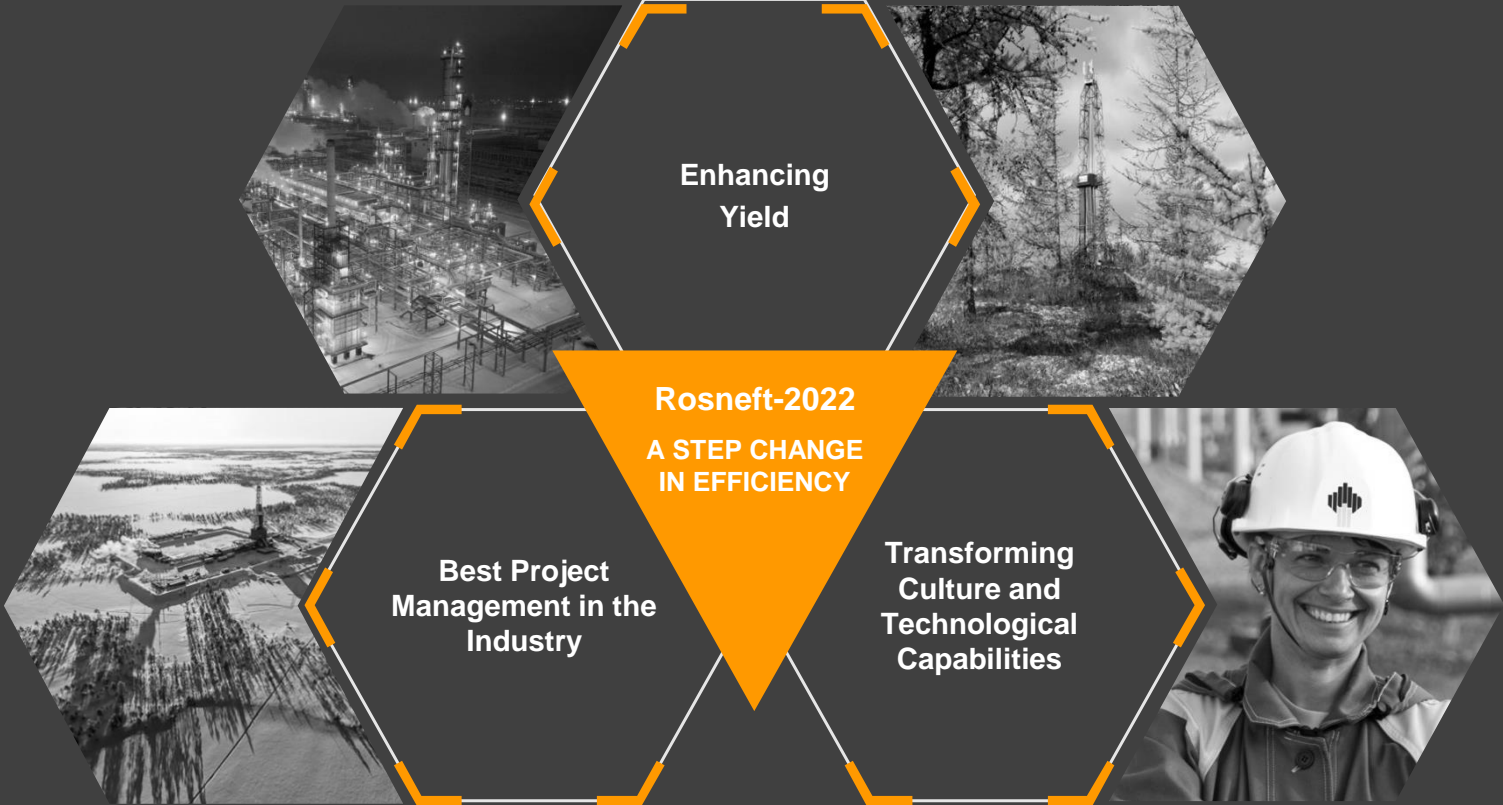 Enhancing
Yield
Rosneft-2022
A STEP CHANGE
IN EFFICIENCY
Best Project
Management in the
Industry
Transforming
Culture and
Technological
Capabilities